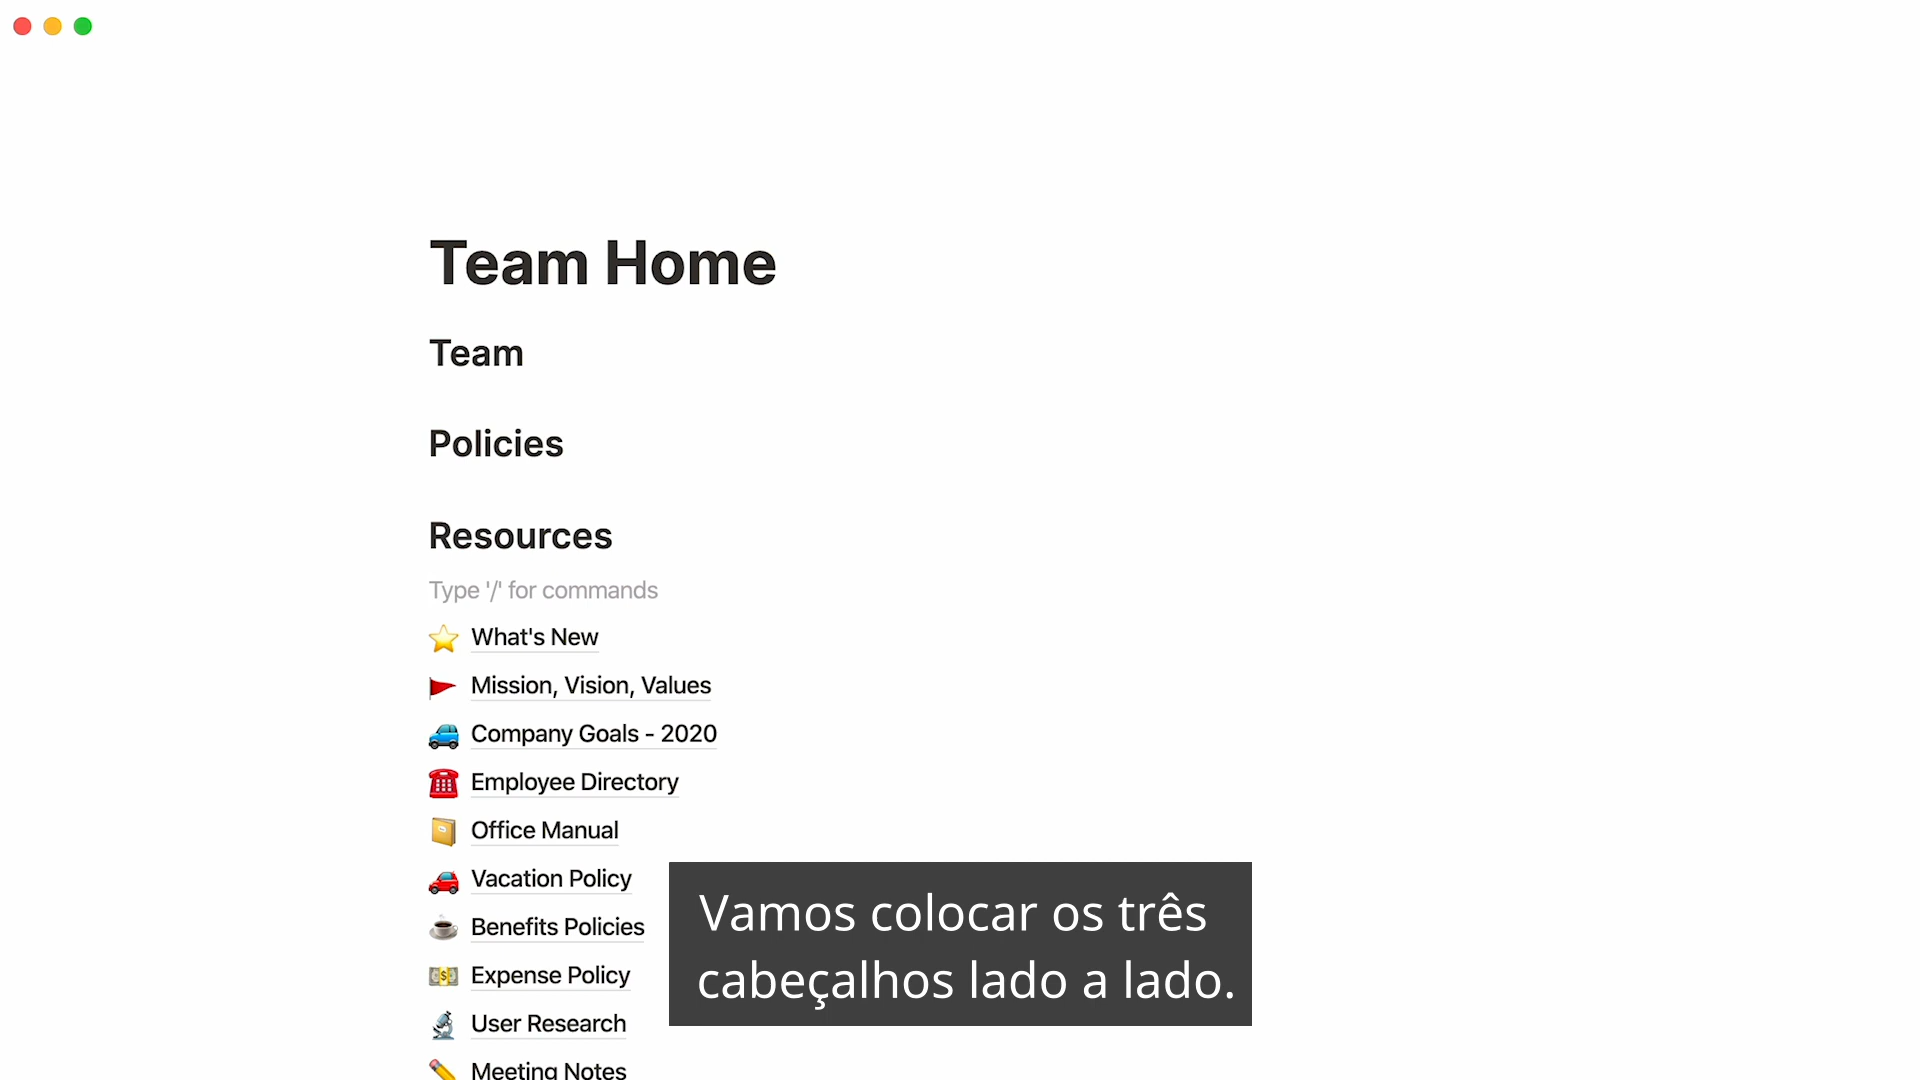 Team Home
Team
Policies
Resources
Type '/' for commands
What's New
Mission, Vision, Values
Company Goals - 2020
Employee Directory
Office Manual
Vacation Policy
Benefits Policies
Expense Policy
User Research
Meeting Notes
Vamos colocar os três
cabeçalhos lado a lado.